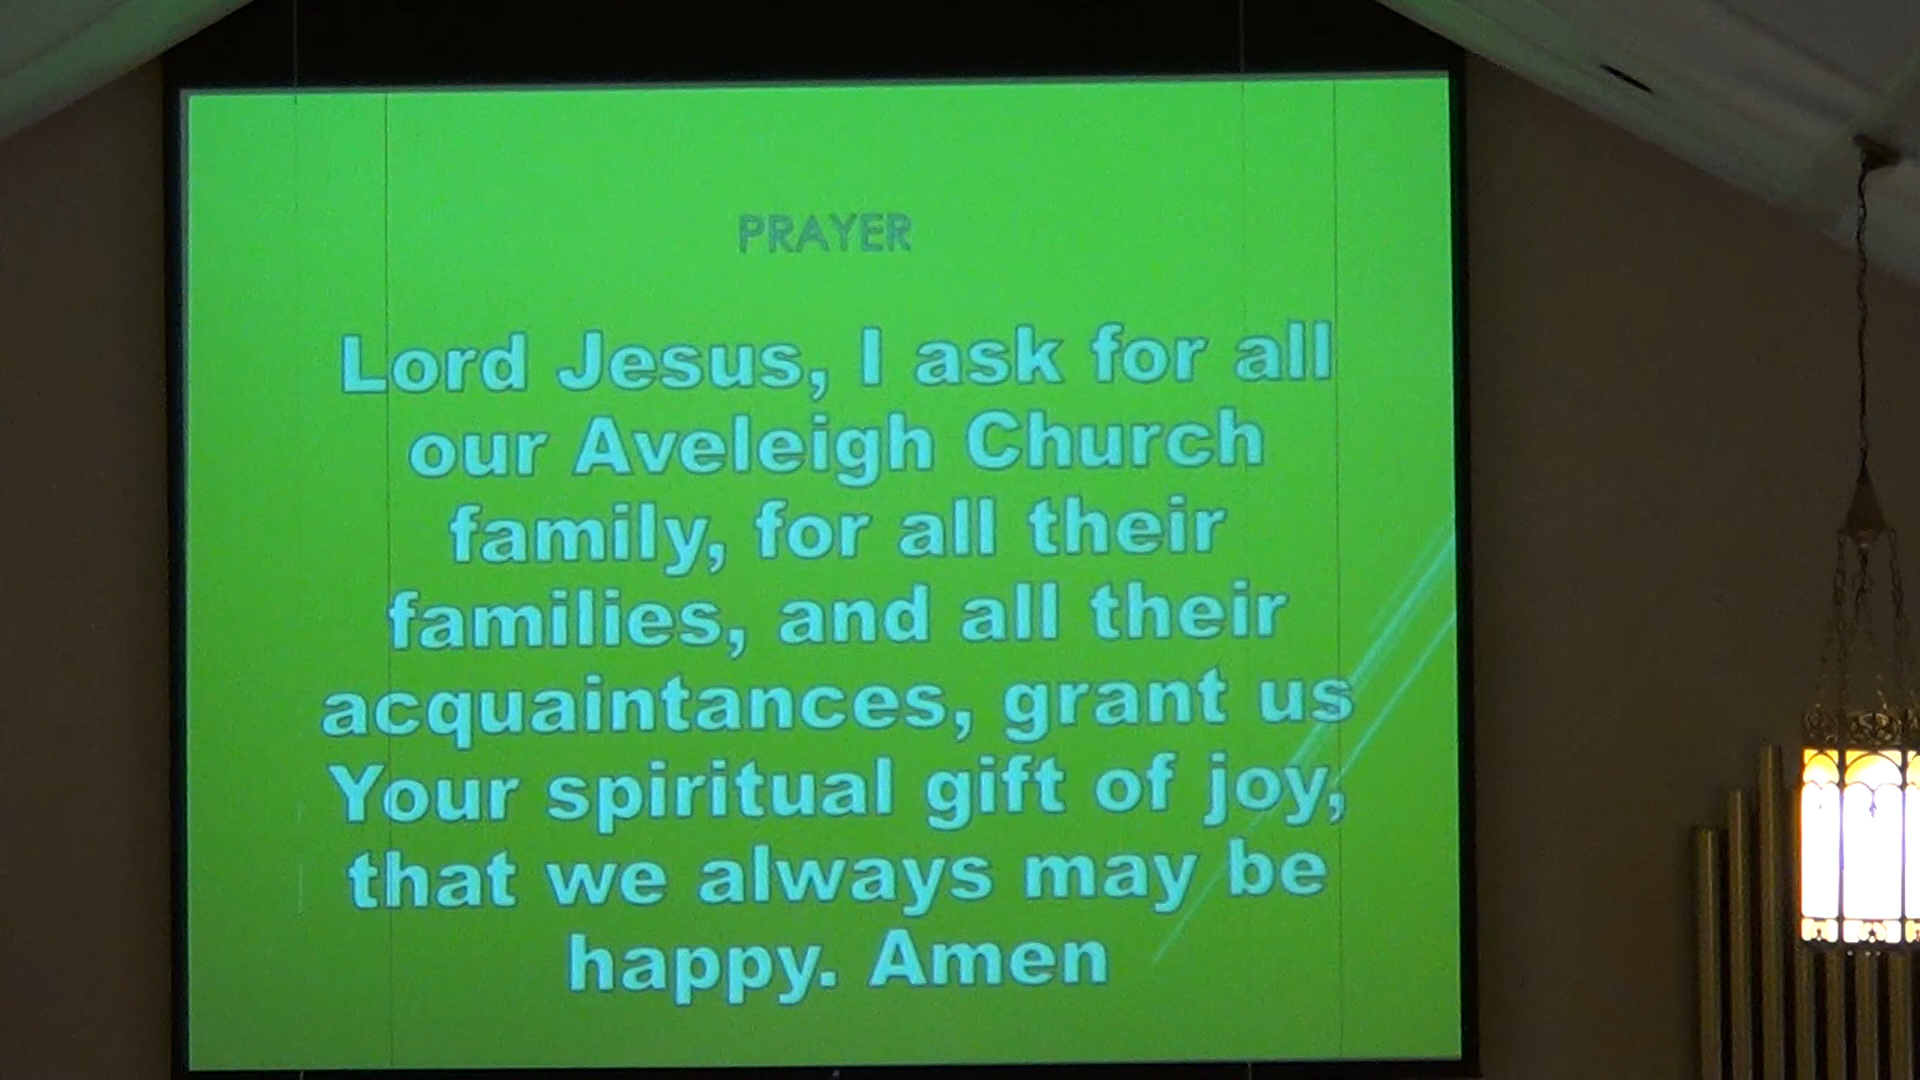 PRAYER
Lord Jesus, I ask for all
our Aveleigh Church
family, for all their
families, and all their
acquaintances, grant us
Your spiritual gift of joy,
that we always may be
happy. Amen